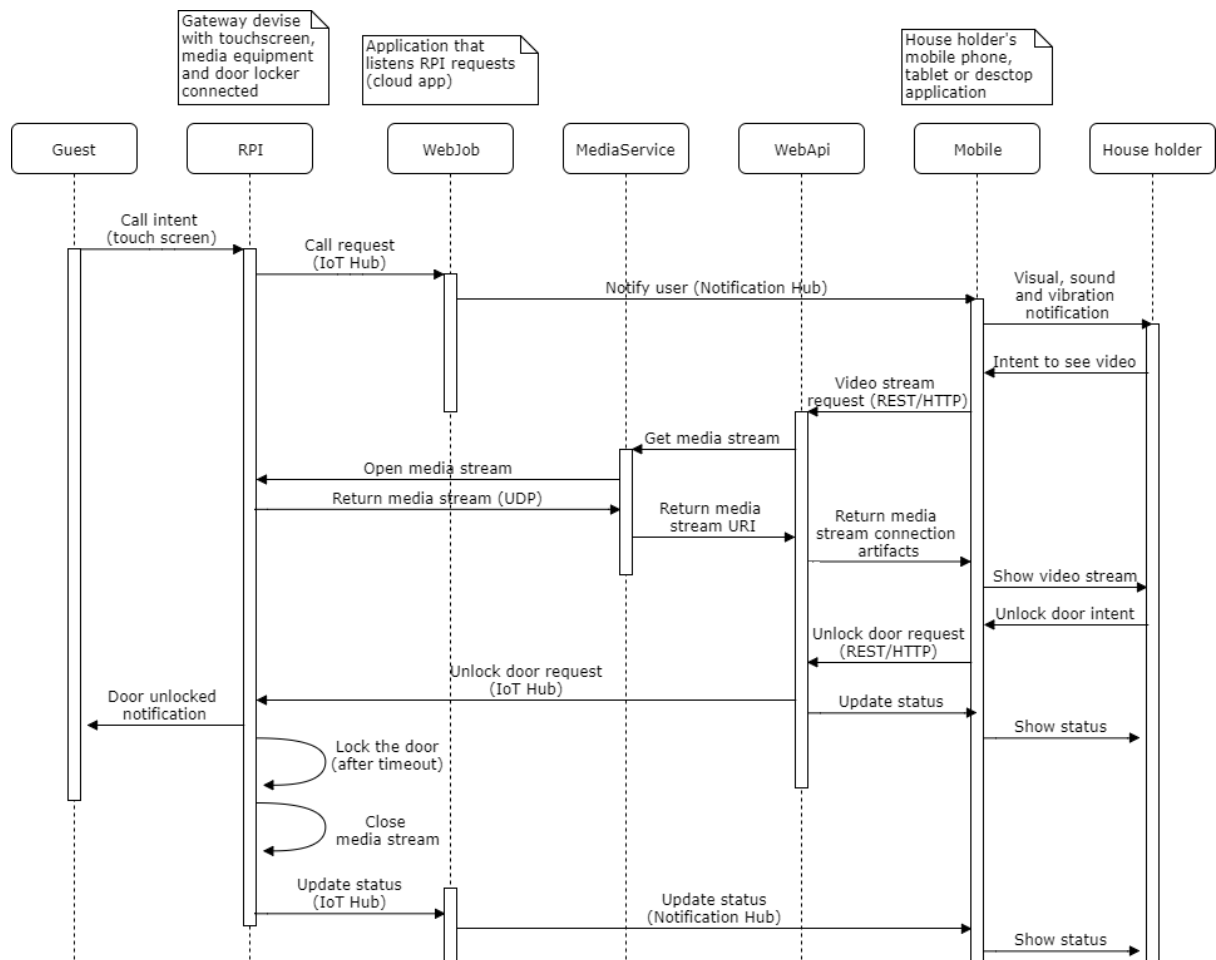 Gateway devise
with touchscreen,
media equipment
and door locker
connected
Application that
listens RPI requests
(cloud app)
House holder's
mobile phone,
tablet or desctop
application
Guest
RPI
WebJob
MediaService
WebApi
Mobile
House holder
Call intent
(touch screen)
Call request
(IoT Hub)
Notify user (Notification Hub)
Visual, sound
and vibration
notification
Intent to see video
Video stream
request (REST/HTTP)
Get media stream
Open media stream
Return media stream (UDP)
Return media
stream URI
Return media
stream connection
artifacts
Show video stream
Unlock door intent
Unlock door request
(REST/HTTP)
Unlock door request
(IoT Hub)
Door unlocked
notification
Update status
Show status
Lock the door
(after timeout)
Close
media stream
Update status
(IoT Hub)
Update status
(Notification Hub)
Show status